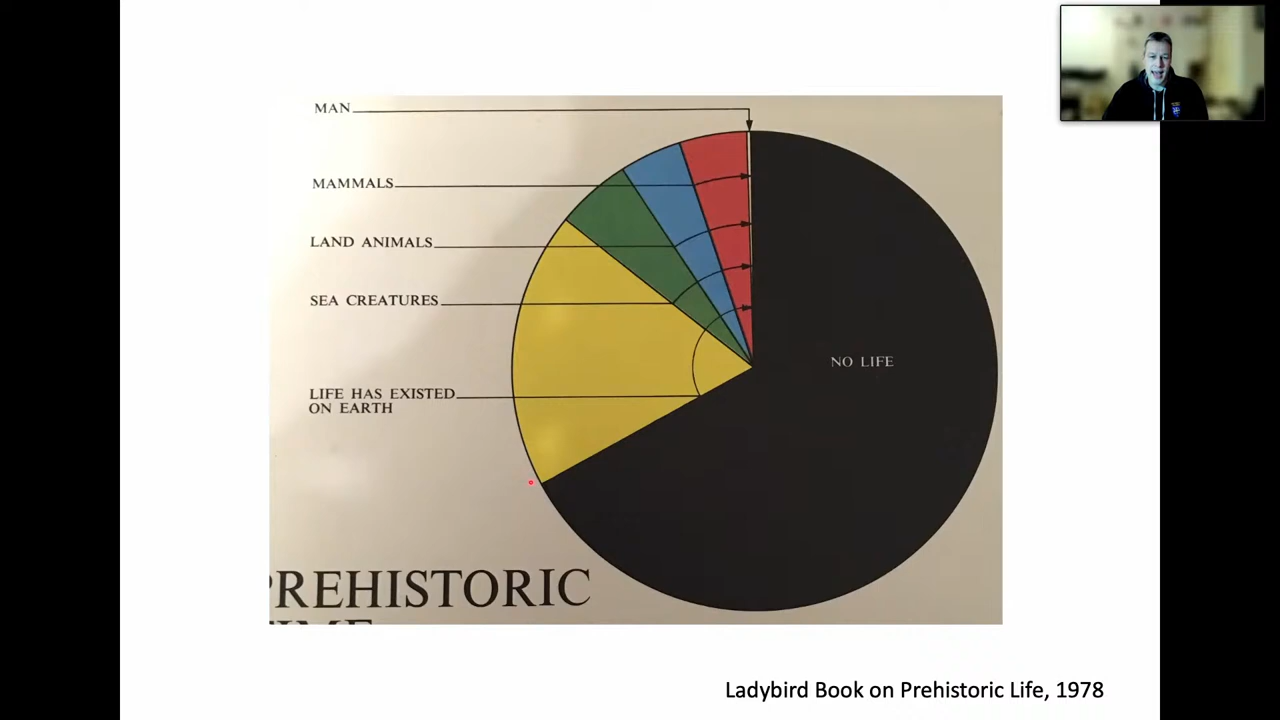 MAN
MAMMALS
LAND ANIMALS
SEA CREATURES
LIFE HAS EXISTED
ON EARTH
NO LIFE
PREHISTORIC
TIME
Ladybird Book on Prehistoric Life, 1978